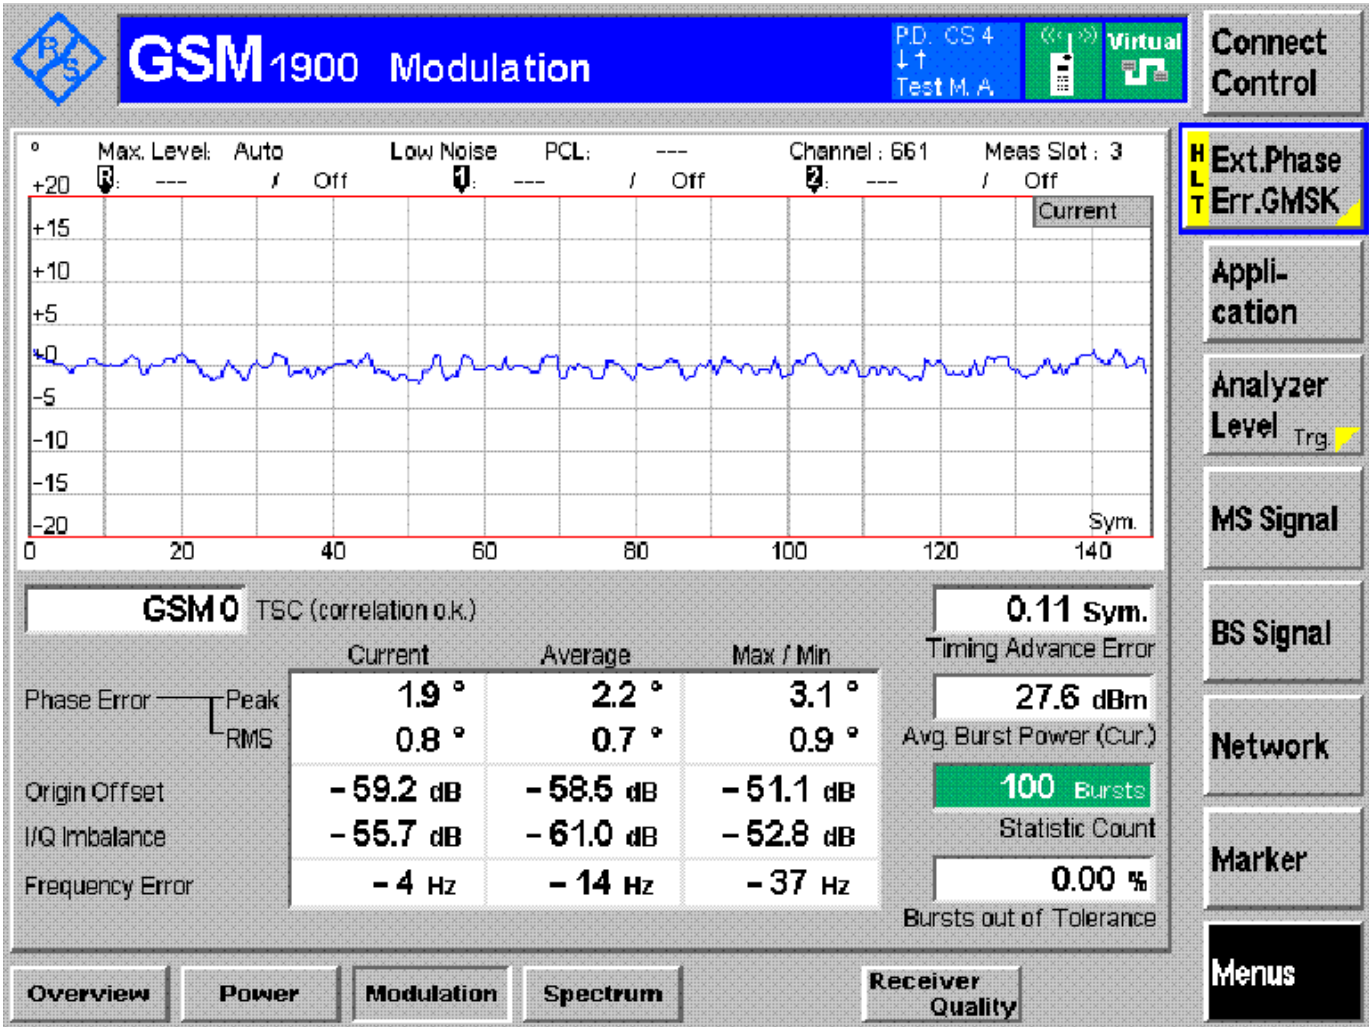 R/S
GSM 1900 Modulation
P.D. CS 4
↓↑
Test M. A.
Virtual
Connect
Control
° Max. Level: Auto Low Noise PCL: --- Channel : 661 Meas Slot : 3
R: --- / Off 1: --- / Off 2: --- / Off
HLT
Ext.Phase
Err.GMSK
Current
+20
+15
+10
+5
+0
-5
-10
-15
-20
Sym.
0 20 40 60 80 100 120 140
Appli-
cation
Analyzer
Level Trg.
MS Signal
BS Signal
Network
Marker
Menus
GSM 0 TSC (correlation o.k.)
0.11 Sym.
Timing Advance Error
Current Average Max / Min
Phase Error Peak 1.9 ° 2.2 ° 3.1 °
27.6 dBm
RMS 0.8 ° 0.7 ° 0.9 °
Avg. Burst Power (Cur.)
Origin Offset - 59.2 dB - 58.5 dB - 51.1 dB
100 Bursts
I/Q Imbalance - 55.7 dB - 61.0 dB - 52.8 dB
Statistic Count
Frequency Error - 4 Hz - 14 Hz - 37 Hz
0.00 %
Bursts out of Tolerance
Overview Power Modulation Spectrum
Receiver
Quality